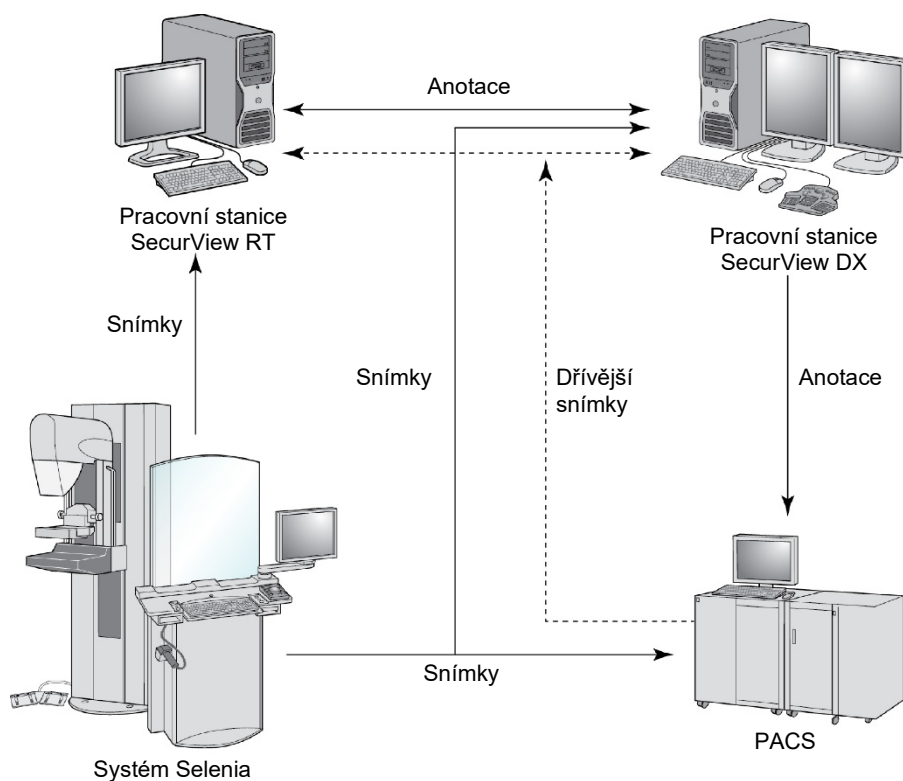 Anotace
Pracovní stanice
SecurView RT
Pracovní stanice
SecurView DX
Snímky
Snímky
Dřívější
snímky
Anotace
Snímky
PACS
Systém Selenia